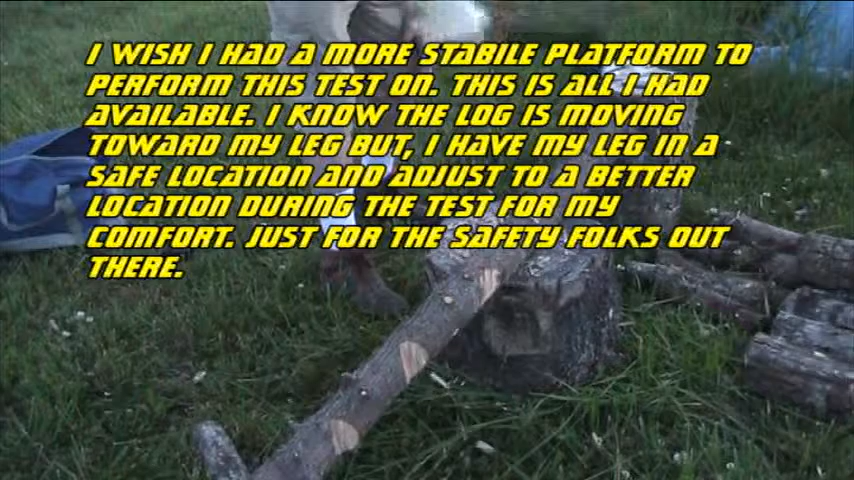 I WISH I HAD A MORE STABILE PLATFORM TO
PERFORM THIS TEST ON. THIS IS ALL I HAD
AVAILABLE. I KNOW THE LOG IS MOVING
TOWARD MY LEG BUT, I HAVE MY LEG IN A
SAFE LOCATION AND ADJUST TO A BETTER
LOCATION DURING THE TEST FOR MY
COMFORT. JUST FOR THE SAFETY FOLKS OUT
THERE.